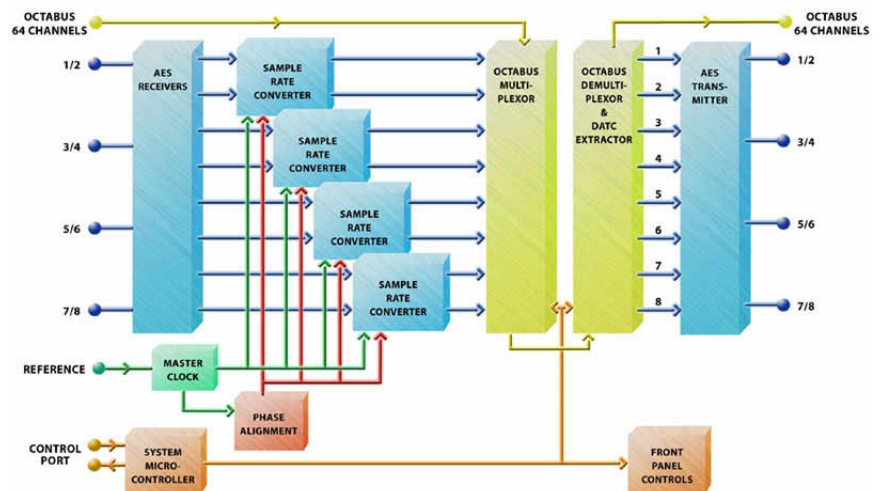 OCTABUS
64 CHANNELS
OCTABUS
64 CHANNELS
1/2
3/4
5/6
7/8
AES
RECEIVERS
SAMPLE
RATE
CONVERTER
SAMPLE
RATE
CONVERTER
SAMPLE
RATE
CONVERTER
SAMPLE
RATE
CONVERTER
OCTABUS
MULTI-
PLEXOR
OCTABUS
DEMULTI-
PLEXOR
&
DATC
EXTRACTOR
1
2
3
4
5
6
7
8
AES
TRANS-
MITTER
1/2
3/4
5/6
7/8
REFERENCE
MASTER
CLOCK
PHASE
ALIGNMENT
CONTROL
PORT
SYSTEM
MICRO-
CONTROLLER
FRONT
PANEL
CONTROLS